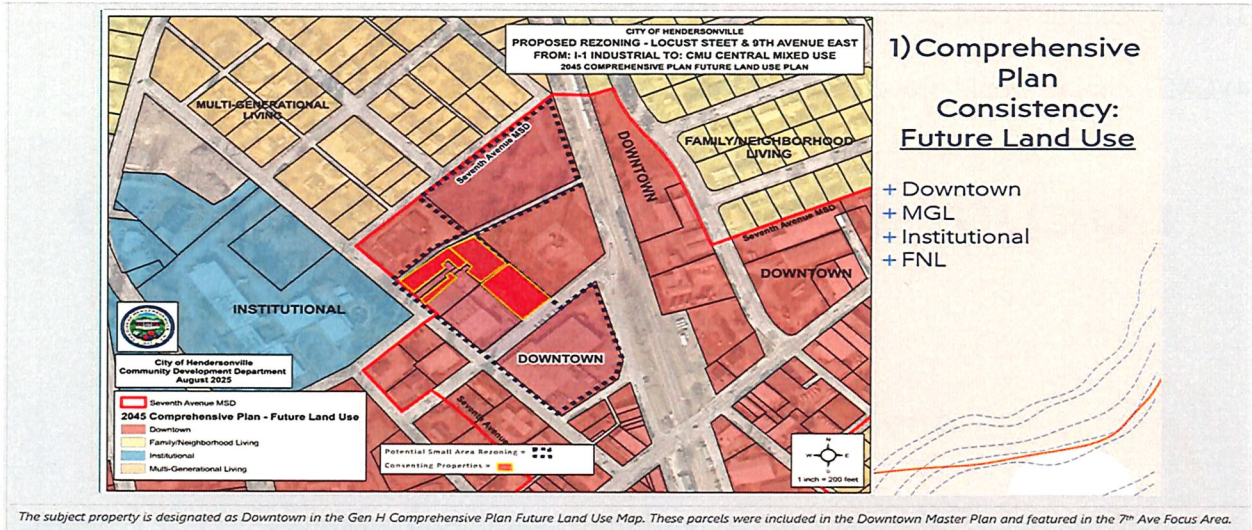 CITY OF HENDERSONVILLE
PROPOSED REZONING - LOCUST STEET & 9TH AVENUE EAST
FROM: I-1 INDUSTRIAL TO: CMU CENTRAL MIXED USE
2045 COMPREHENSIVE PLAN FUTURE LAND USE PLAN
MULTI-GENERATIONAL
LIVING
Seventh Avenue MSD
DOWNTOWN
FAMILY/NEIGHBORHOOD
LIVING
Seventh Avenue MSD
DOWNTOWN
INSTITUTIONAL
DOWNTOWN
Seventh Avenue
City of Hendersonville
Community Development Department
August 2025
Seventh Avenue MSD
2045 Comprehensive Plan - Future Land Use
Downtown
Family/Neighborhood Living
Institutional
Multi-Generational Living
Potential Small Area Rezoning =
Consenting Properties =
N
W
E
S
1 inch = 200 feet
1) Comprehensive
Plan
Consistency:
Future Land Use
+ Downtown
+ MGL
+ Institutional
+ FNL
The subject property is designated as Downtown in the Gen H Comprehensive Plan Future Land Use Map. These parcels were included in the Downtown Master Plan and featured in the 7th Ave Focus Area.